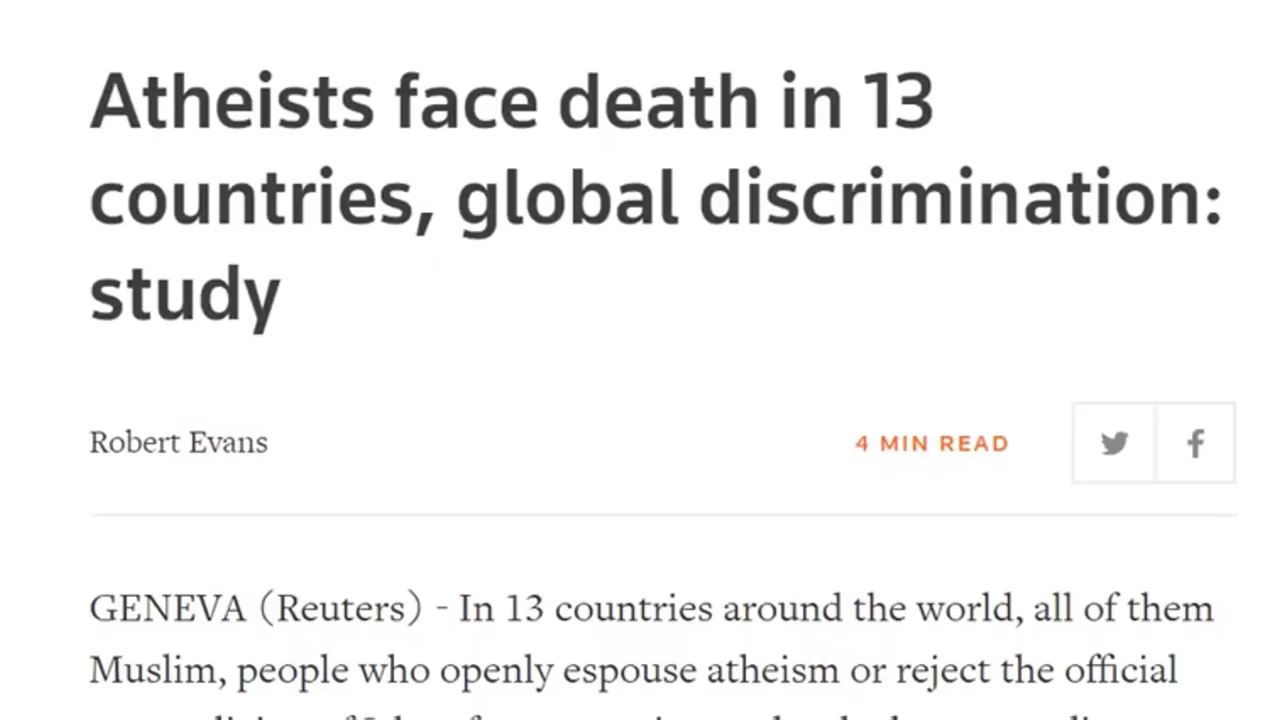 Atheists face death in 13
countries, global discrimination:
study
Robert Evans
4 MIN READ
GENEVA (Reuters) - In 13 countries around the world, all of them
Muslim, people who openly espouse atheism or reject the official